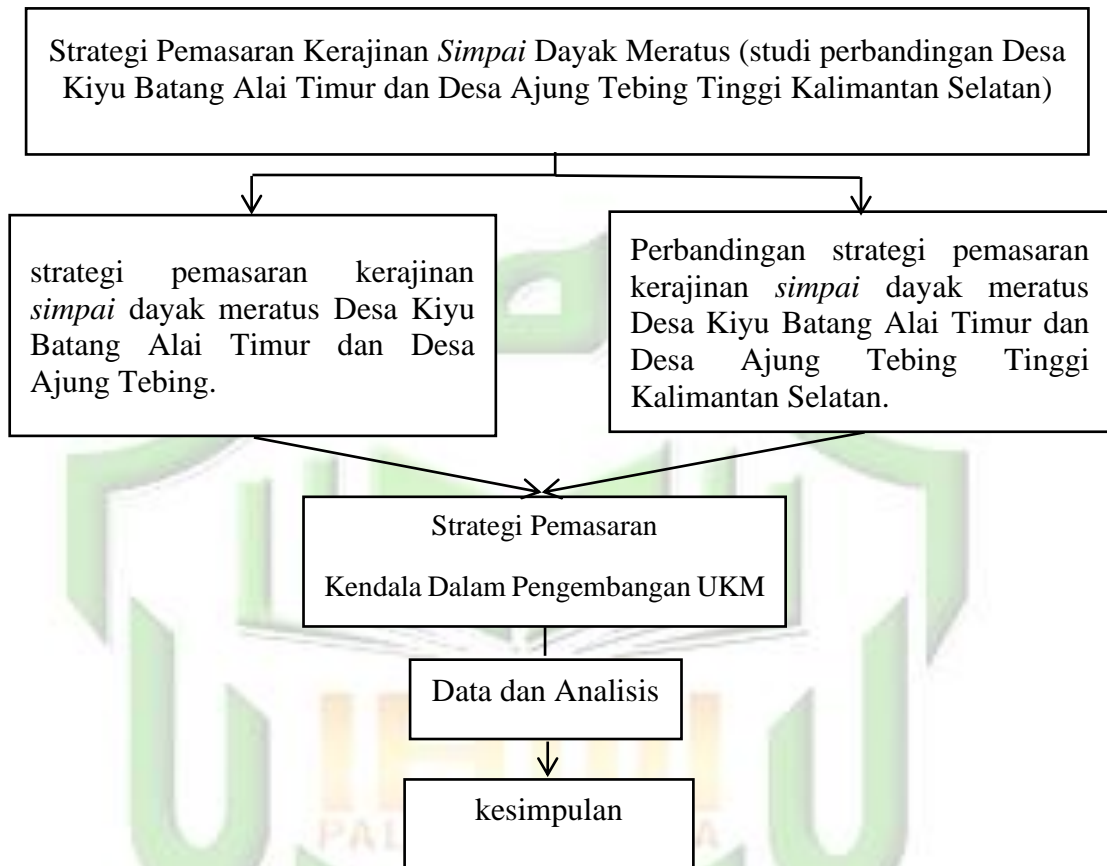 Strategi Pemasaran Kerajinan Simpai Dayak Meratus (studi perbandingan Desa
Kiyu Batang Alai Timur dan Desa Ajung Tebing Tinggi Kalimantan Selatan)
strategi pemasaran kerajinan
simpai dayak meratus Desa Kiyu
Batang Alai Timur dan Desa
Ajung Tebing.
Perbandingan strategi pemasaran
kerajinan simpai dayak meratus
Desa Kiyu Batang Alai Timur dan
Desa Ajung Tebing Tinggi
Kalimantan Selatan.
Strategi Pemasaran
Kendala Dalam Pengembangan UKM
Data dan Analisis
kesimpulan